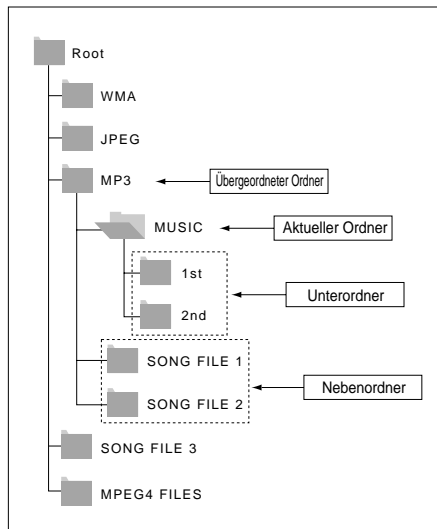 Root
WMA
JPEG
MP3 Übergeordneter Ordner
MUSIC Aktueller Ordner
1st
Unterordner
2nd
SONG FILE 1
Nebenordner
SONG FILE 2
SONG FILE 3
MPEG4 FILES